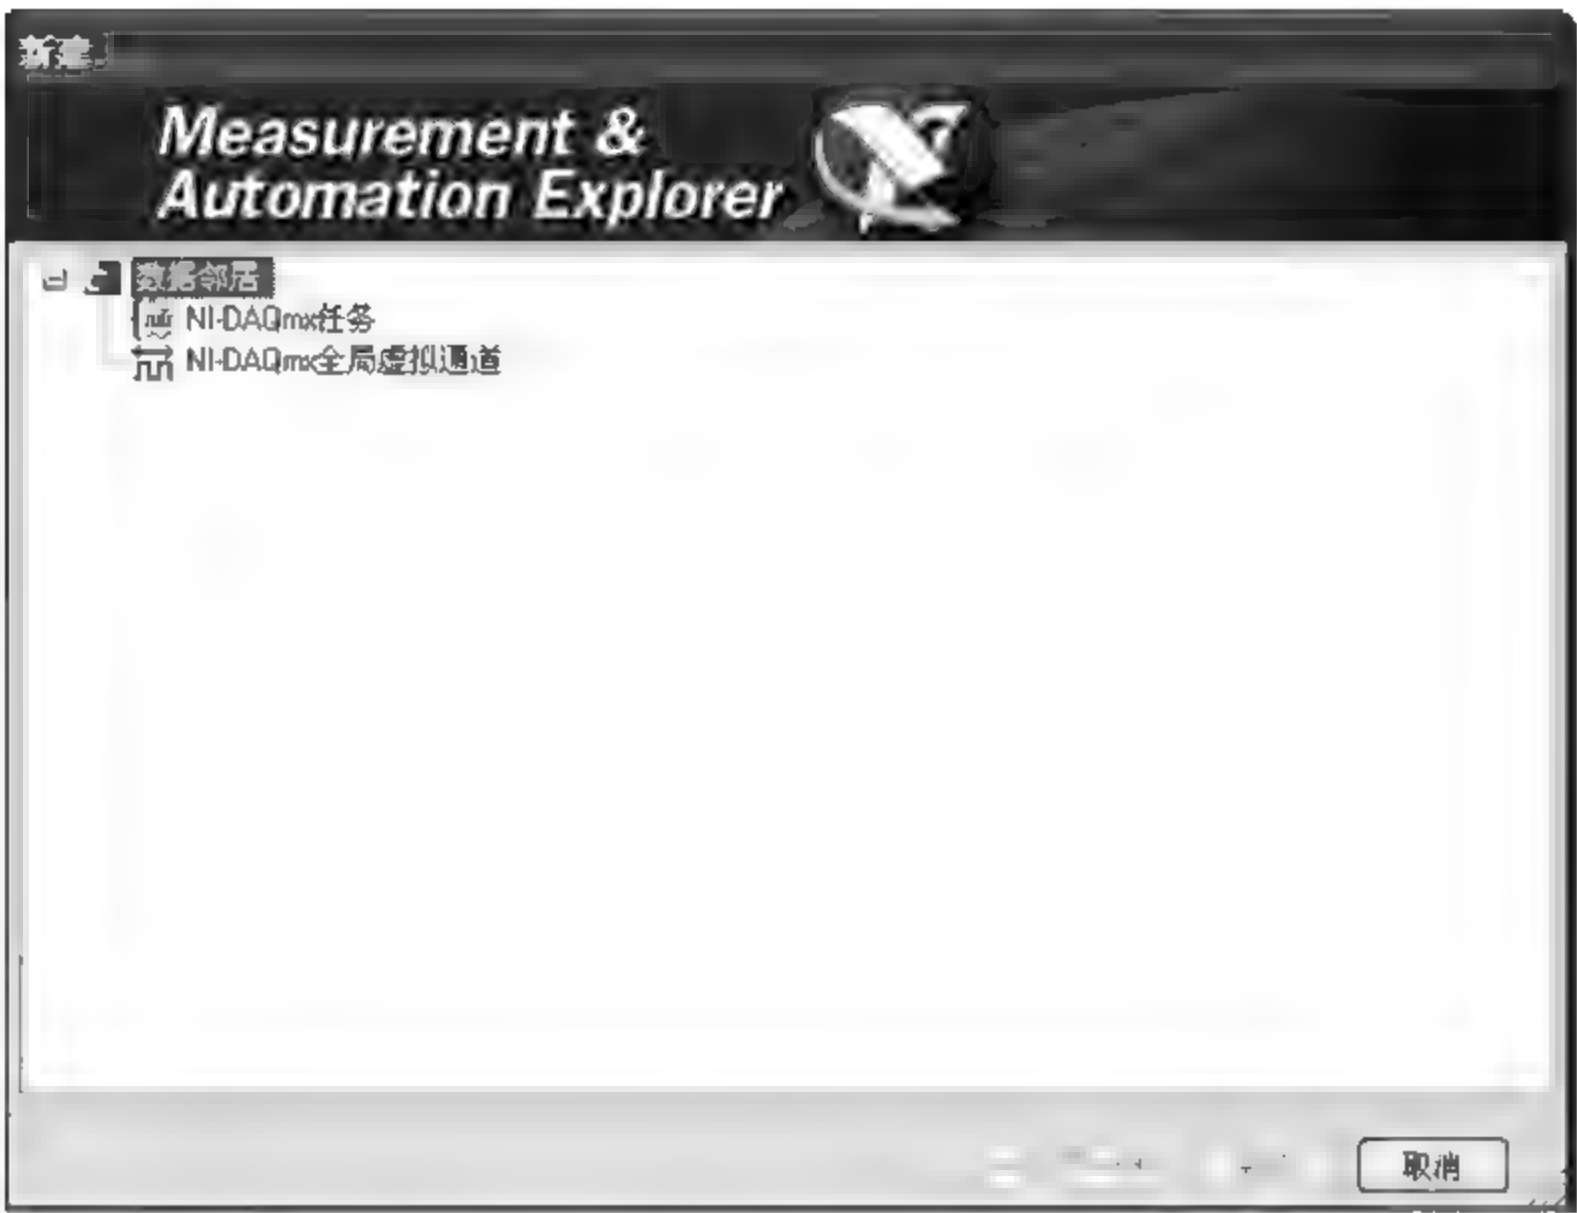 新建
Measurement &
Automation Explorer
数据邻居
NI-DAQmx任务
NI-DAQmx全局虚拟通道
取消